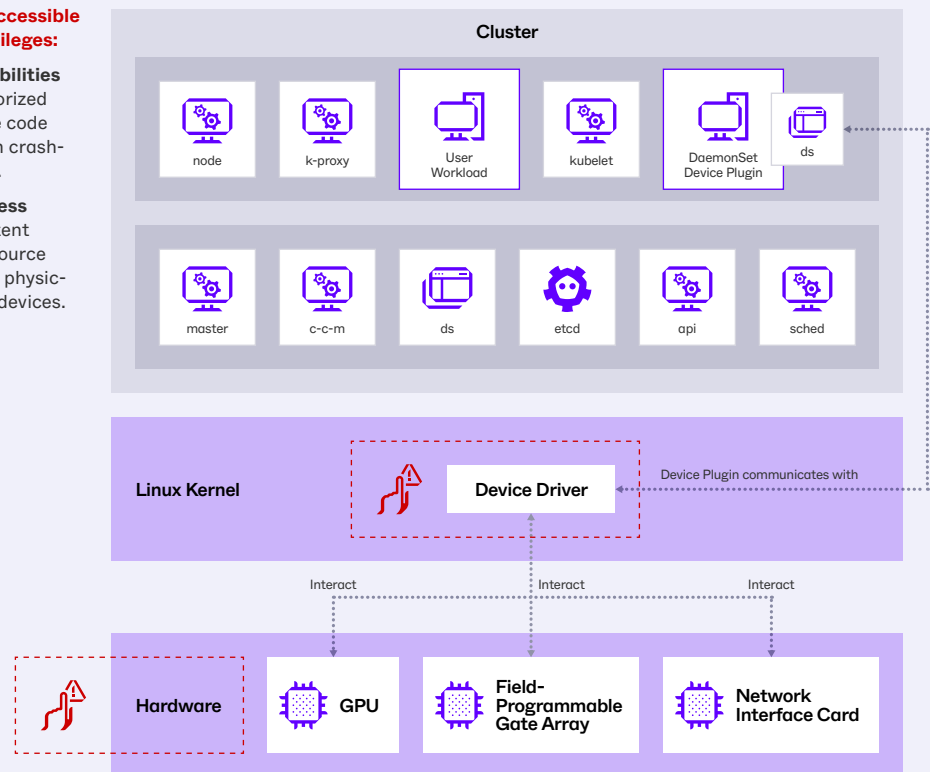 ccessible
ileges:
bilities
orized
e code
n crash-
ess
tent
ource
physic-
devices.
Cluster
node
k-proxy
User
Workload
kubelet
DaemonSet
Device Plugin
ds
master
c-c-m
ds
etcd
api
sched
Linux Kernel
Device Driver
Device Plugin communicates with
Interact
Interact
Interact
Hardware
GPU
Field-
Programmable
Gate Array
Network
Interface Card